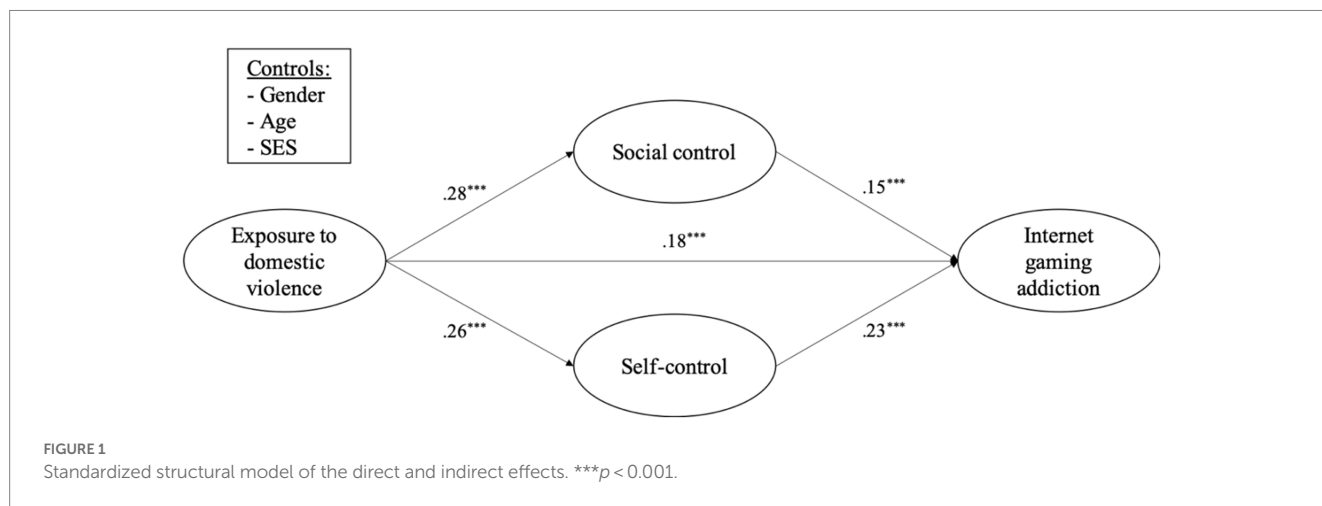 Controls:
- Gender
- Age
- SES
Social control
.28***
.15***
Exposure to
domestic
violence
.18***
Internet
gaming
addiction
.26***
.23***
Self-control
FIGURE 1
Standardized structural model of the direct and indirect effects. ***p < 0.001.